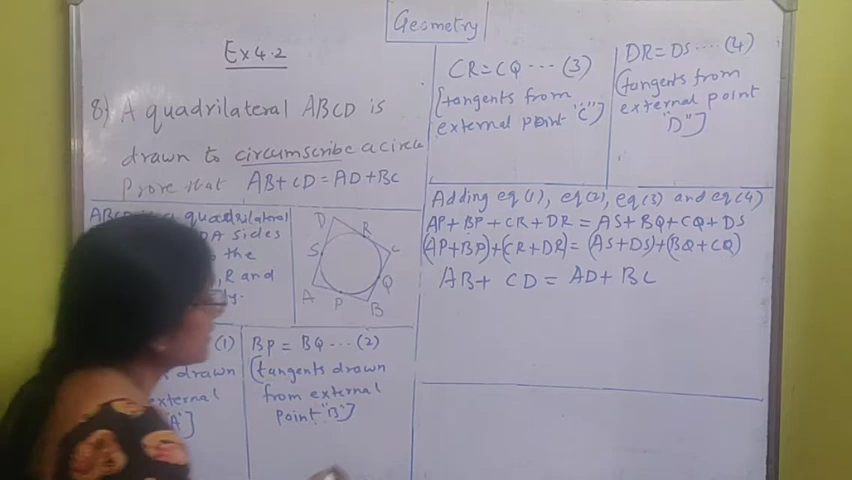 Geometry
Ex 4.2
8) A quadrilateral ABCD is
drawn to circumscribe a circle
Prove that AB + CD = AD + BC
ABCD is a quadrilateral
DA sides
the
R and
D
R
S
C
Q
A
P
B
(1)
drawn
external
"A"]
BP = BQ ---- (2)
(tangents drawn
from external
point "B"]
CR = CQ --- (3)
[tangents from
external point "C"]
DR = DS ---- (4)
(tangents from
external point
"D"]
Adding eq(1), eq(2), eq(3) and eq(4)
AP + BP + CR + DR = AS + BQ + CQ + DS
(AP + BP) + (CR + DR) = (AS + DS) + (BQ + CQ)
AB + CD = AD + BC